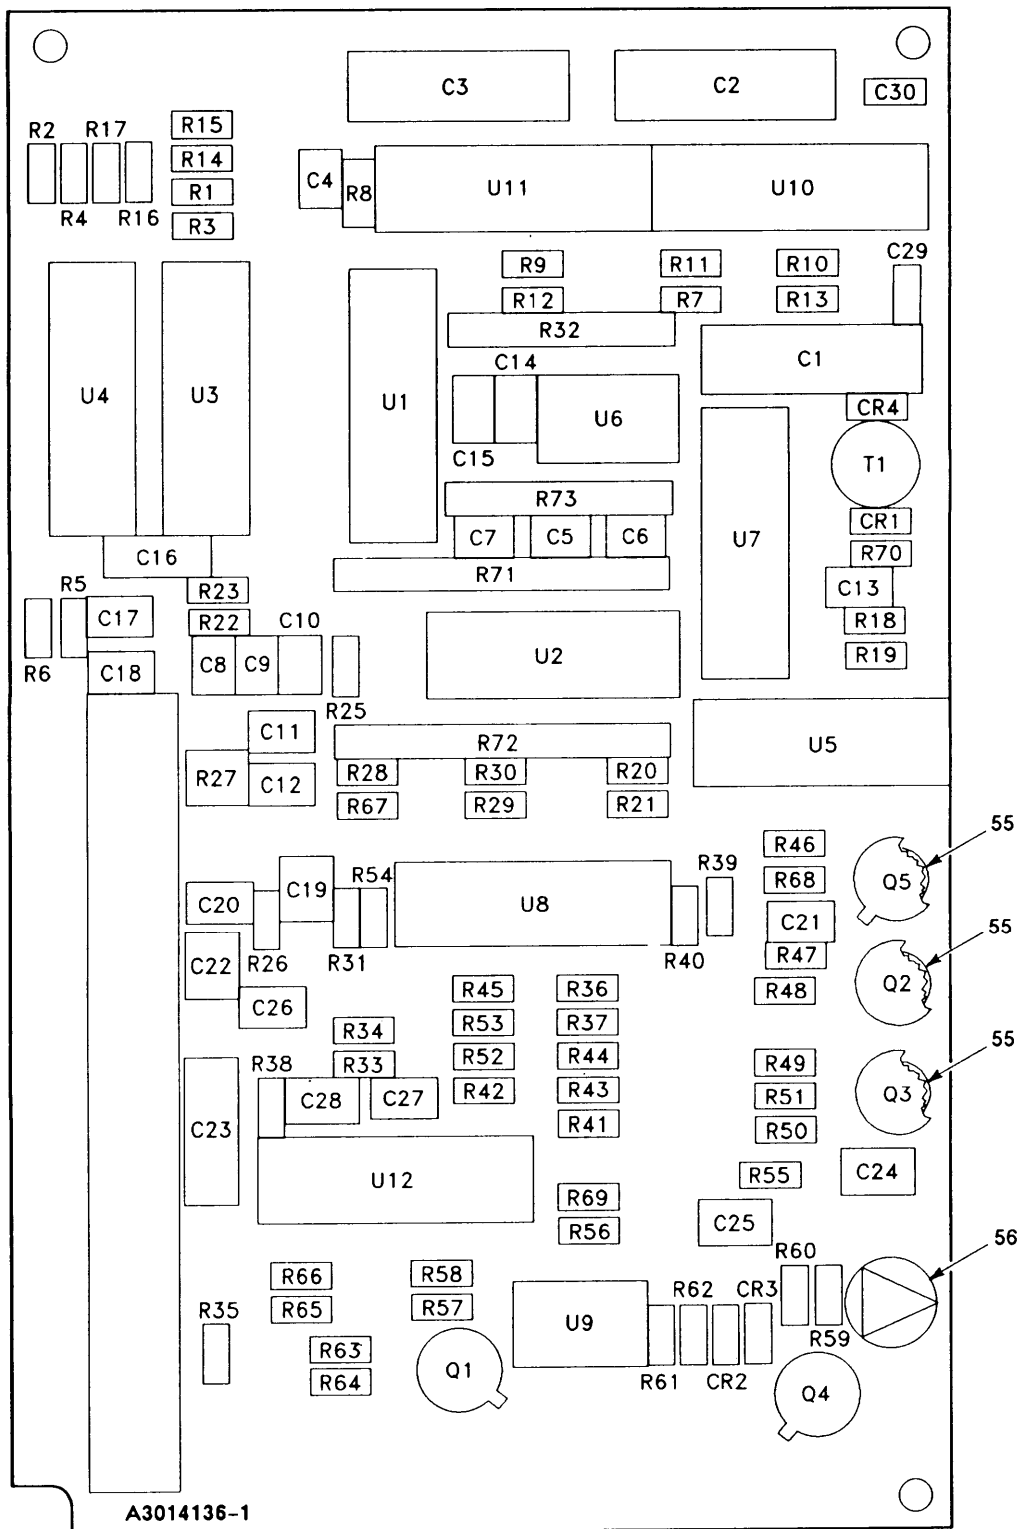 C3 C2 C30
R2 R17 R15
R14
R1
R4 R16 R3
C4 R8 U11 U10
R9 R11 R10 C29
R12 R7 R13
R32
C1
C14
U4 U3 U1 U6 CR4
C15 T1
R73
C7 C5 C6 U7 CR1
C16 R70
R71
R5 R23 C13
C17 R22 C10 R18
R6 C18 C8 C9 U2 R19
R25
C11
R72 U5
R27 C12 R28 R30 R20
R67 R29 R21
55
R46
R39
R54 R68 Q5
C20 C19 U8 C21
55
C22 R26 R31 R40 R47
Q2
C26 R45 R36 R48
R53 R37
R34
55
R38 R33 R52 R44 R49
C28 C27 R42 R43 R51 Q3
C23 R41 R50
U12 R55 C24
R69
R56 C25
56
R60
R66 R58
R35 R65 R57 U9 R62 CR3
R63 R59
R64 Q1 R61 CR2 Q4
A3014136-1